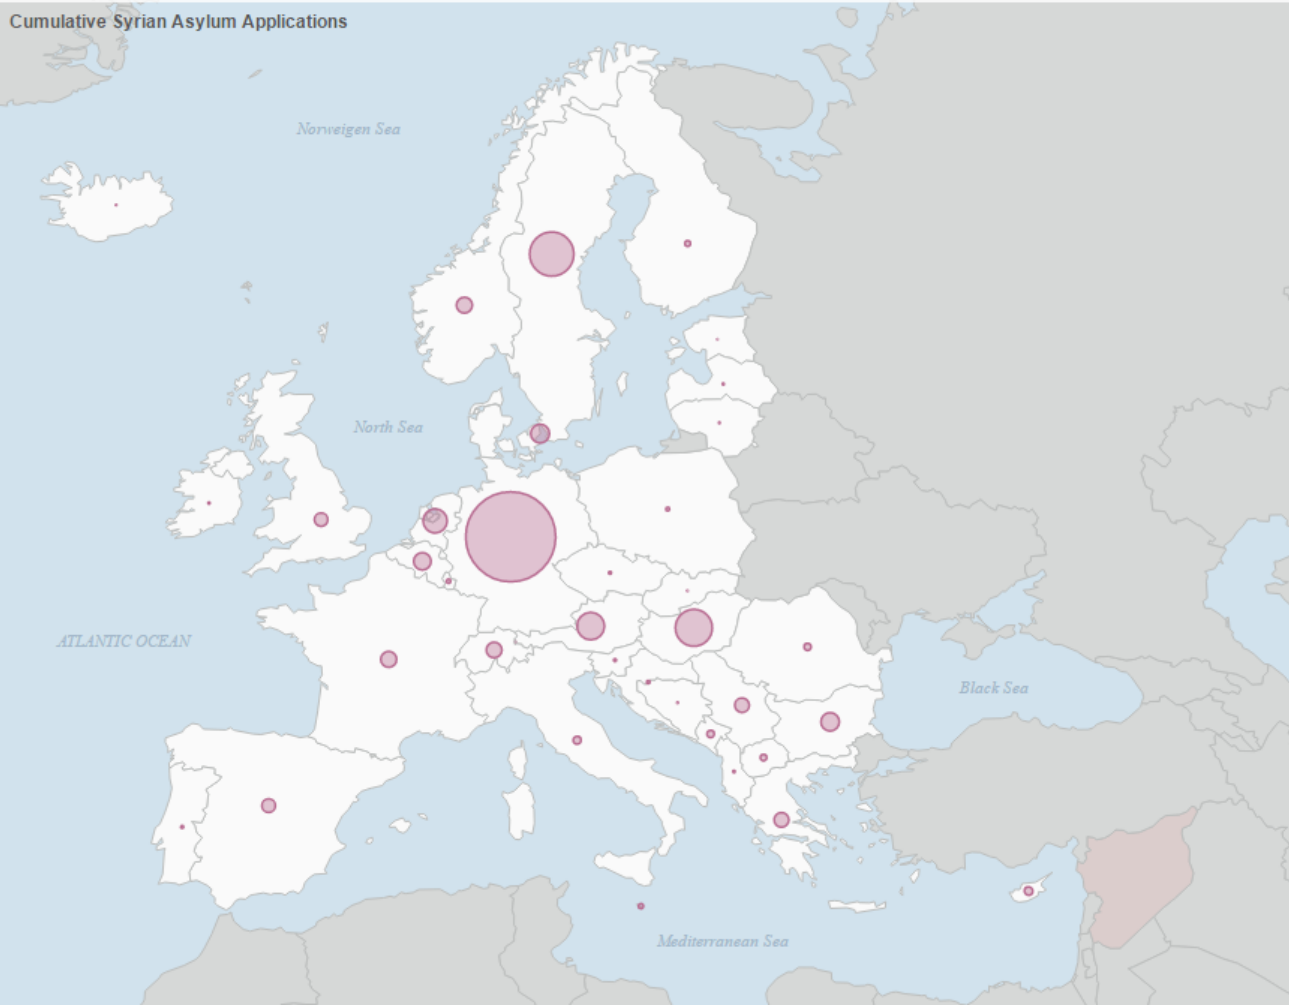 Cumulative Syrian Asylum Applications
Norweigen Sea
North Sea
ATLANTIC OCEAN
Black Sea
Mediterranean Sea